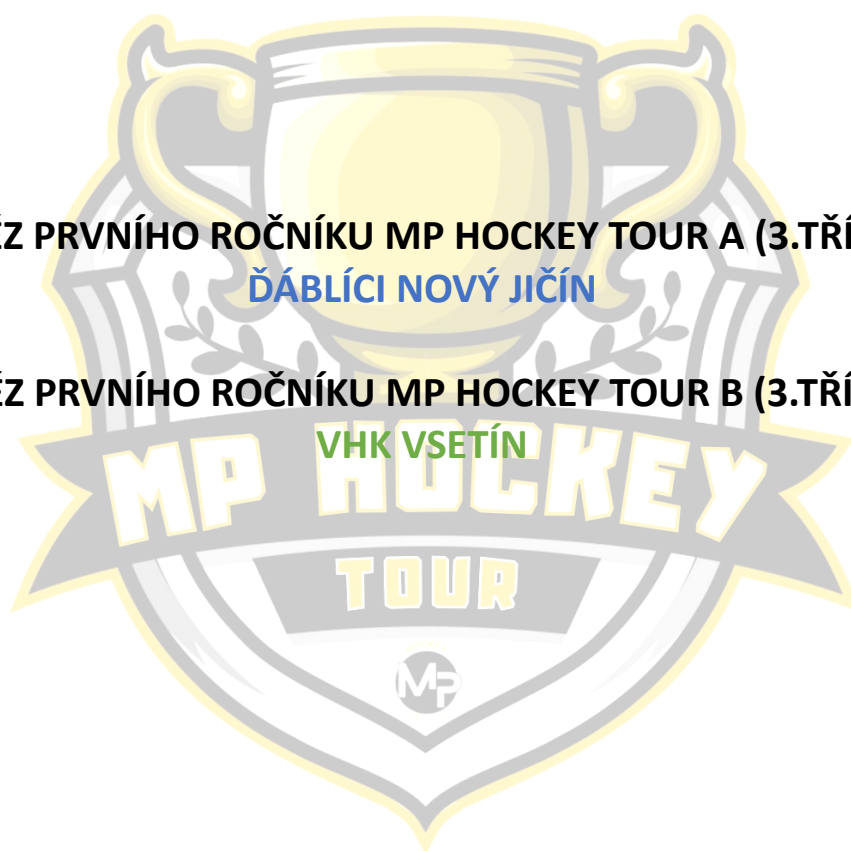 ĚZ PRVNÍHO ROČNÍKU MP HOCKEY TOUR A (3.TŘÍ
ĎÁBLÍCI NOVÝ JIČÍN
ĚZ PRVNÍHO ROČNÍKU MP HOCKEY TOUR B (3.TŘÍ
VHK VSETÍN
MP HOCKEY
TOUR
MP